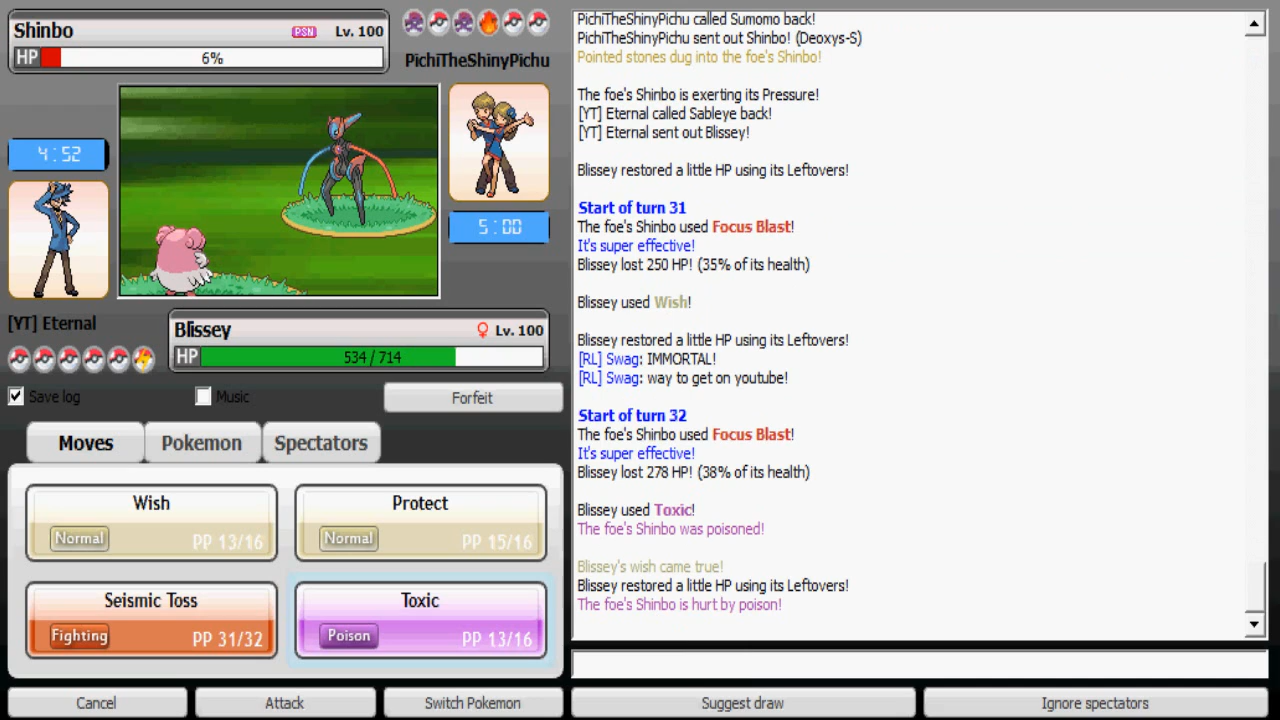 Shinbo
PSN
Lv. 100
HP
6%
PichiTheShinyPichu
4:52
5:00
[YT] Eternal
Blissey
♀ Lv. 100
HP
534 / 714
Save log
Music
Forfeit
Moves
Pokemon
Spectators
Wish
Normal
PP 13/16
Protect
Normal
PP 15/16
Seismic Toss
Fighting
PP 31/32
Toxic
Poison
PP 13/16
Cancel
Attack
Switch Pokemon
PichiTheShinyPichu called Sumomo back!
PichiTheShinyPichu sent out Shinbo! (Deoxys-S)
Pointed stones dug into the foe's Shinbo!
The foe's Shinbo is exerting its Pressure!
[YT] Eternal called Sableye back!
[YT] Eternal sent out Blissey!
Blissey restored a little HP using its Leftovers!
Start of turn 31
The foe's Shinbo used Focus Blast!
It's super effective!
Blissey lost 250 HP! (35% of its health)
Blissey used Wish!
Blissey restored a little HP using its Leftovers!
[RL] Swag: IMMORTAL!
[RL] Swag: way to get on youtube!
Start of turn 32
The foe's Shinbo used Focus Blast!
It's super effective!
Blissey lost 278 HP! (38% of its health)
Blissey used Toxic!
The foe's Shinbo was poisoned!
Blissey's wish came true!
Blissey restored a little HP using its Leftovers!
The foe's Shinbo is hurt by poison!
Suggest draw
Ignore spectators